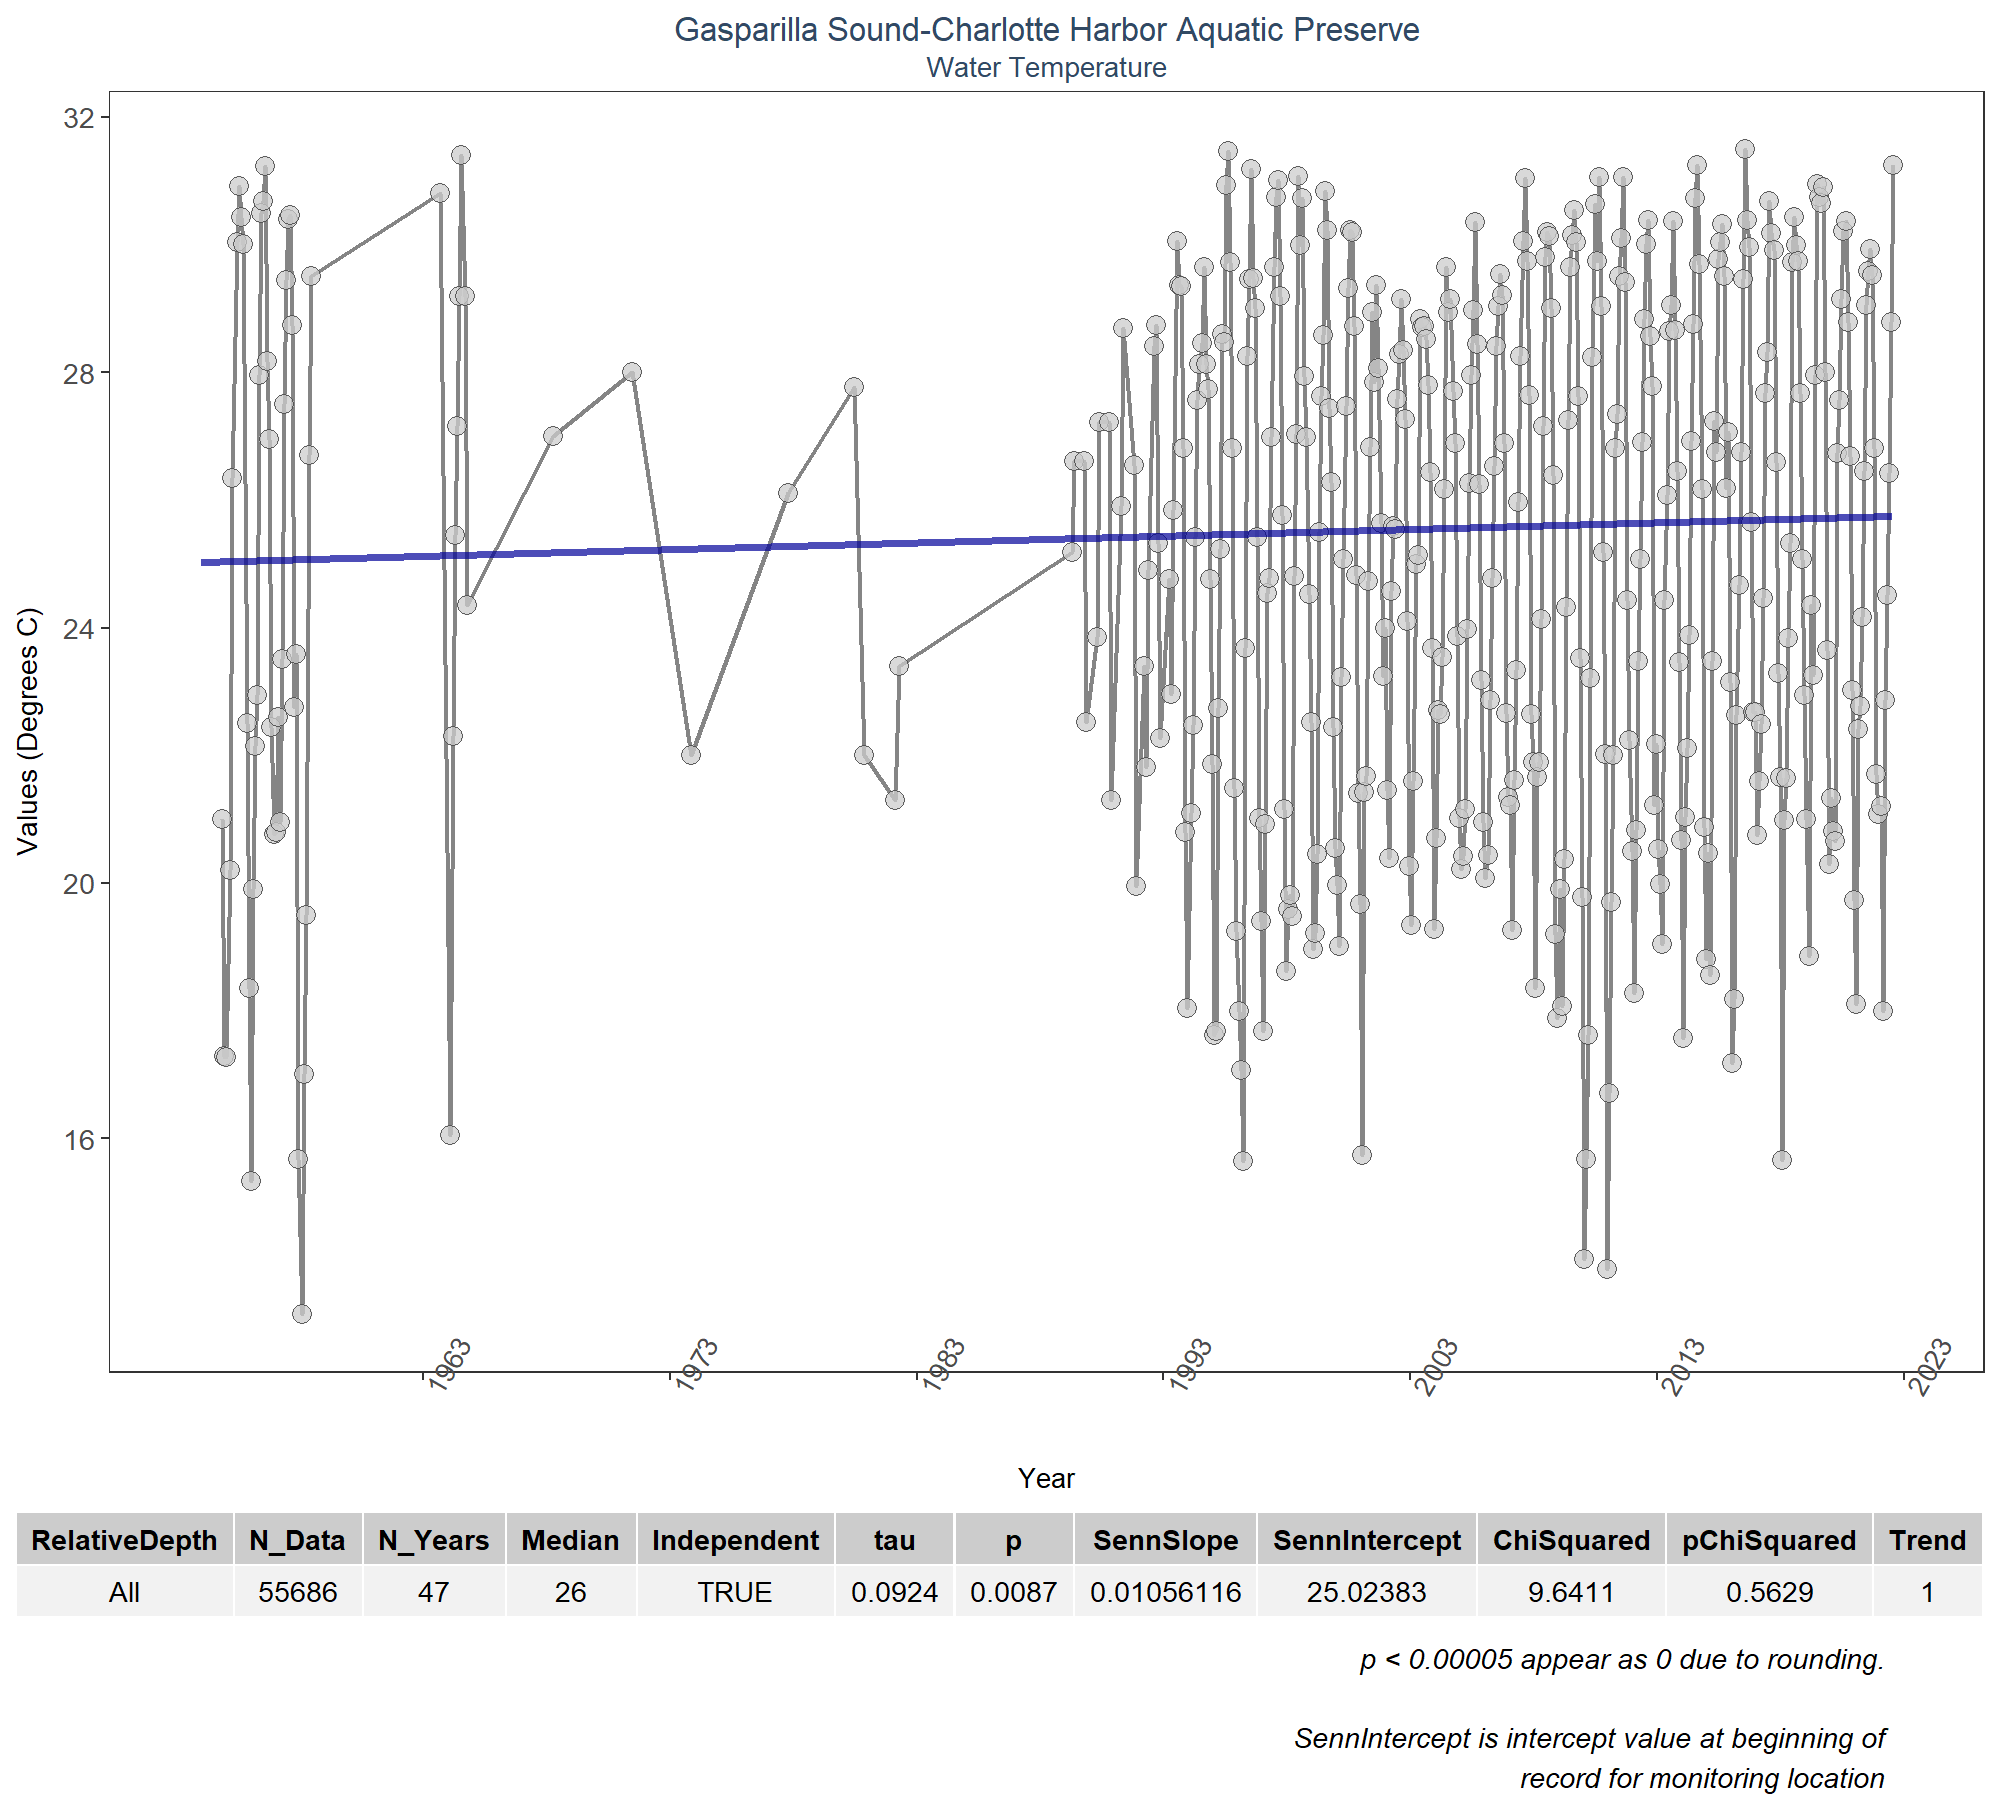 Gasparilla Sound-Charlotte Harbor Aquatic Preserve
Water Temperature
32
28
24
20
16
Values (Degrees C)
1963 1973 1983 1993 2003 2013 2023
Year
RelativeDepth N_Data N_Years Median Independent tau p SennSlope SennIntercept ChiSquared pChiSquared Trend
All 55686 47 26 TRUE 0.0924 0.0087 0.01056116 25.02383 9.6411 0.5629 1
p < 0.00005 appear as 0 due to rounding.
SennIntercept is intercept value at beginning of
record for monitoring location